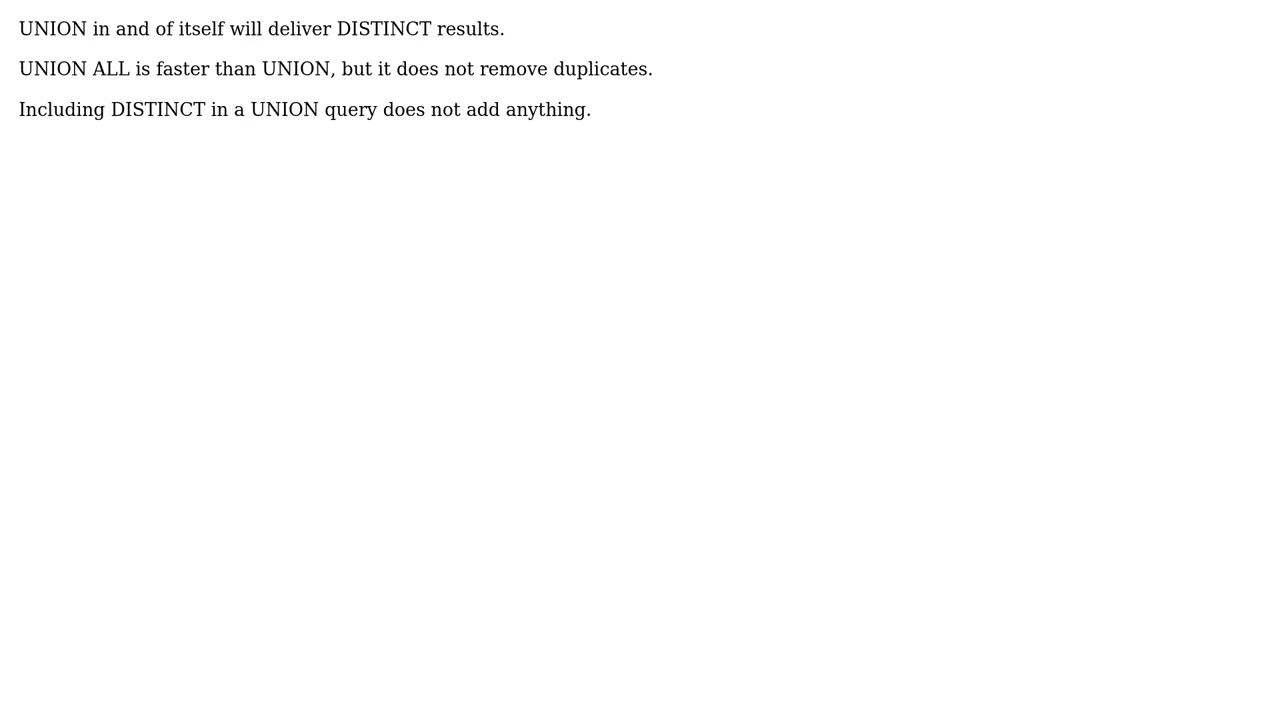 UNION in and of itself will deliver DISTINCT results.
UNION ALL is faster than UNION, but it does not remove duplicates.
Including DISTINCT in a UNION query does not add anything.